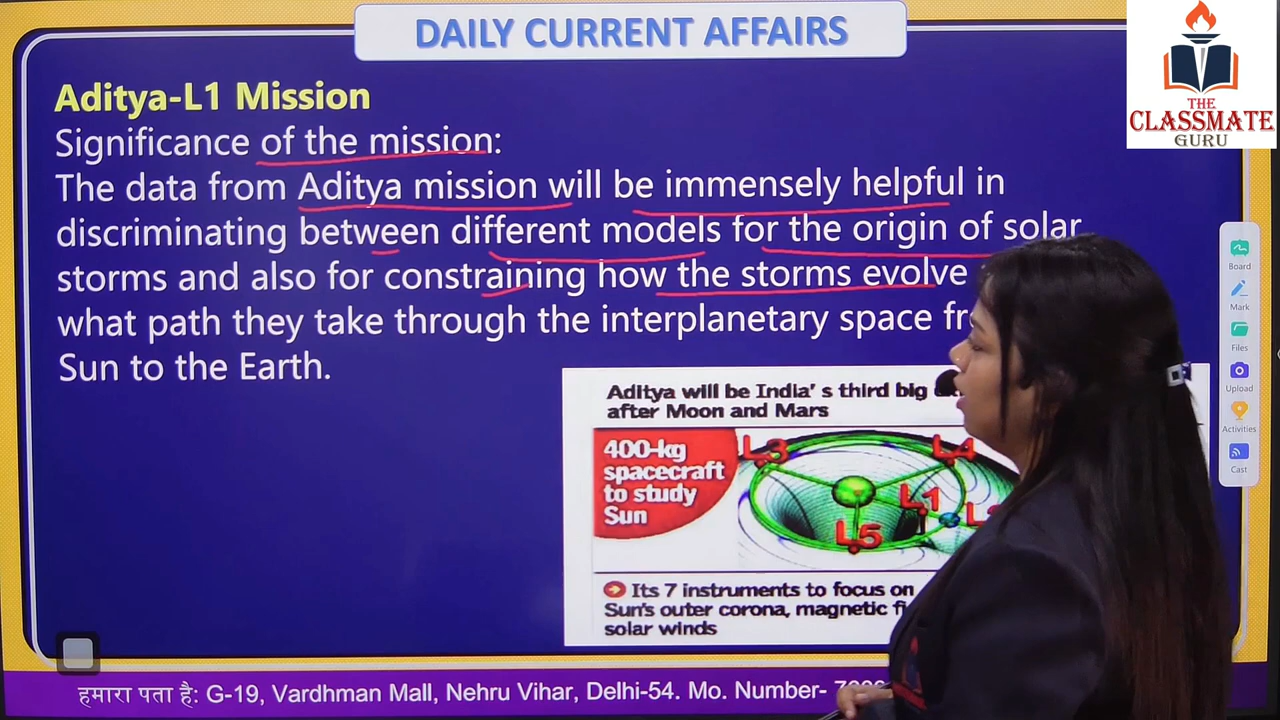 DAILY CURRENT AFFAIRS
THE
CLASSMATE
GURU
Aditya-L1 Mission
Significance of the mission:
The data from Aditya mission will be immensely helpful in
discriminating between different models for the origin of solar
storms and also for constraining how the storms evolve
what path they take through the interplanetary space
Sun to the Earth.
Aditya will be India's third big
after Moon and Mars
400-kg
spacecraft
to study
Sun
L3
L4
L1
L5
Its 7 instruments to focus on
Sun's outer corona, magnetic
solar winds
Board
Mark
Files
Upload
Activities
Cast
हमारा पता है: G-19, Vardhman Mall, Nehru Vihar, Delhi-54. Mo. Number-